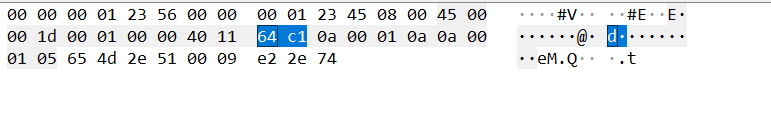 00 00 00 01 23 56 00 00 00 01 23 45 08 00 45 00 ····#V·· ···#E··E·
00 1d 00 01 00 00 40 11 64 c1 0a 00 01 0a 0a 00 ······@· d·······
01 05 65 4d 2e 51 00 09 e2 2e 74 ··eM.Q·· ·.t